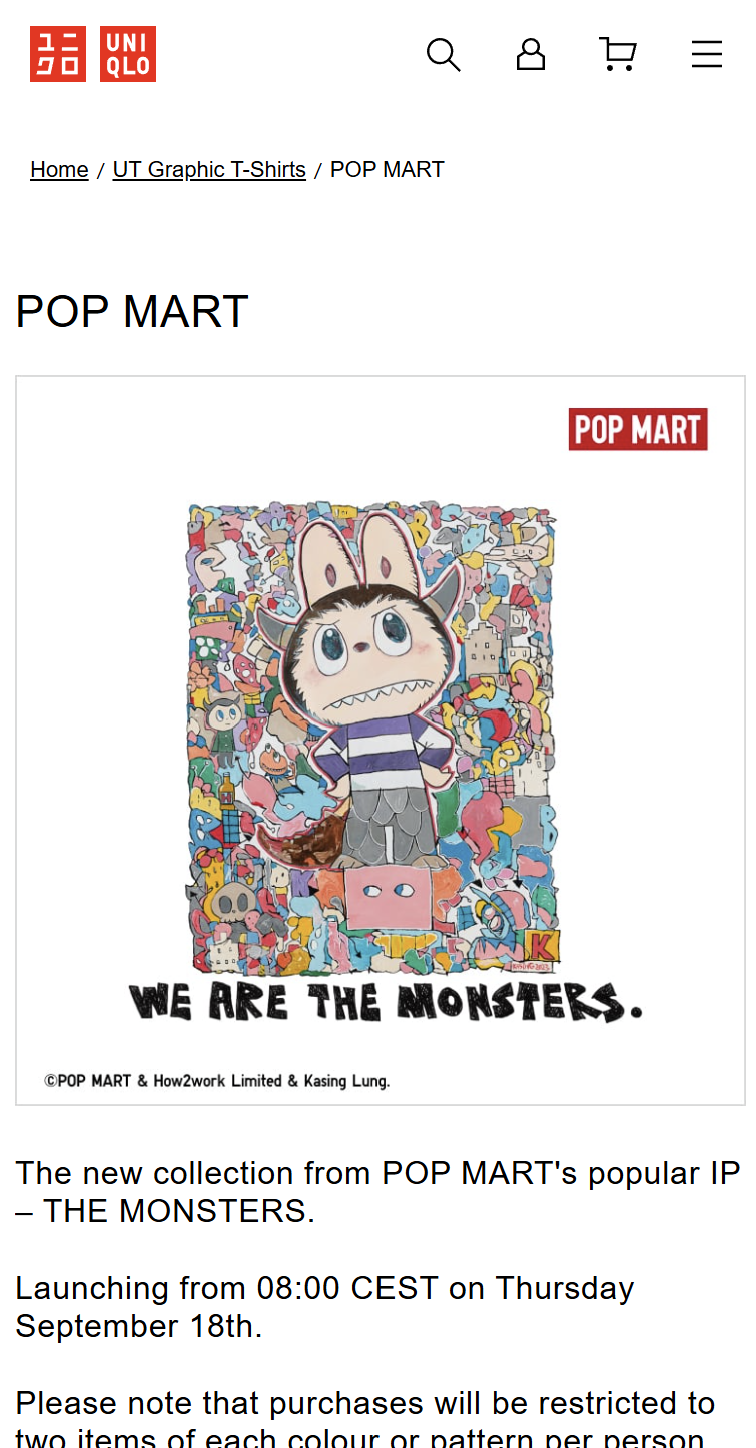 ユニ
クロ
UNI
QLO
Home / UT Graphic T-Shirts / POP MART
POP MART
POP MART
K
WE ARE THE MONSTERS.
©POP MART & How2work Limited & Kasing Lung.
The new collection from POP MART's popular IP
– THE MONSTERS.
Launching from 08:00 CEST on Thursday
September 18th.
Please note that purchases will be restricted to
two items of each colour or pattern per person